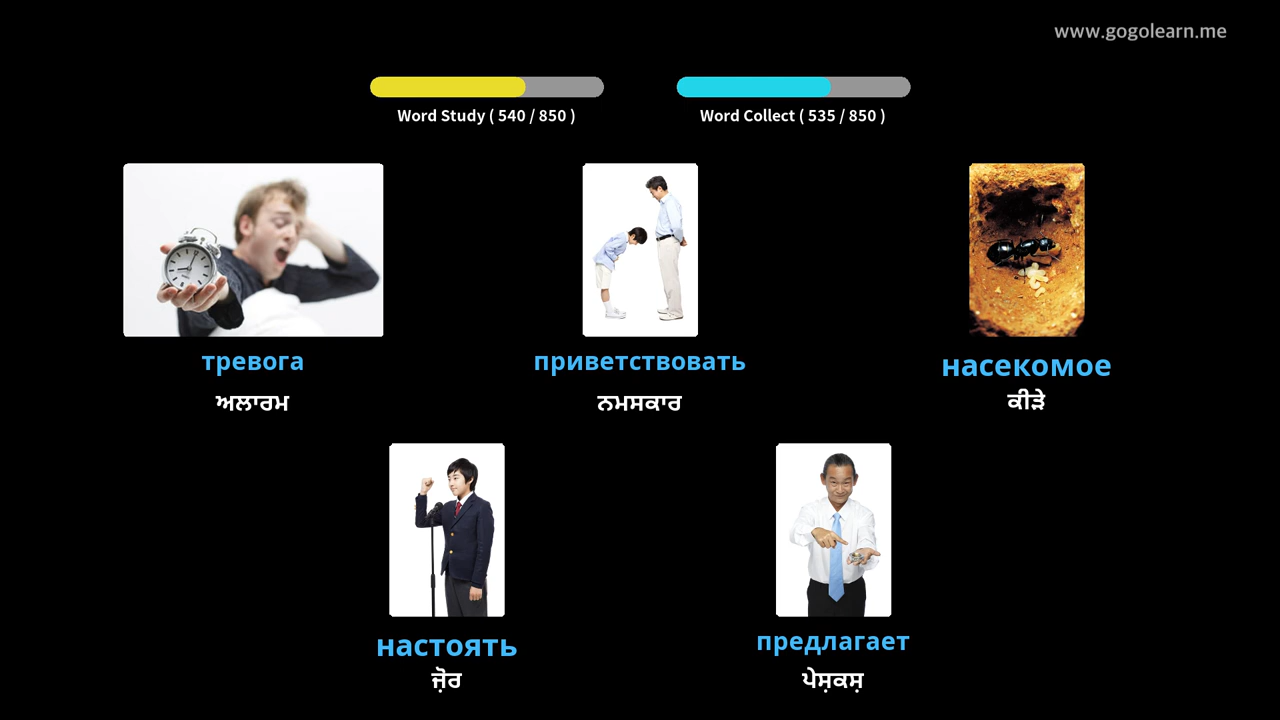 www.gogolearn.me
Word Study ( 540 / 850 )
Word Collect ( 535 / 850 )
тревога
ਅਲਾਰਮ
приветствовать
ਨਮਸਕਾਰ
насекомое
ਕੀੜੇ
настоять
ਜ਼ੋਰ
предлагает
ਪੇਸ਼ਕਸ਼